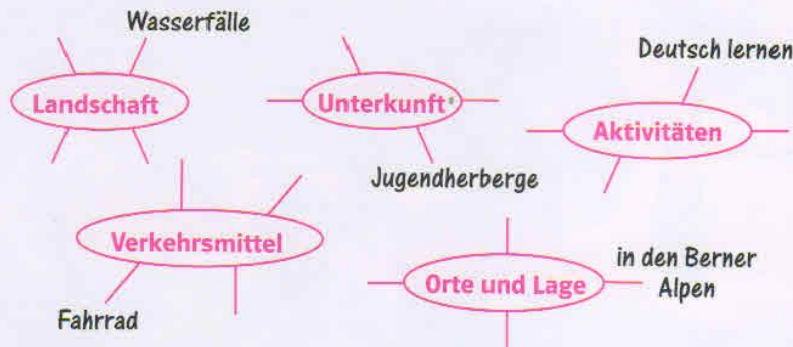 Wasserfälle
Landschaft
Unterkunft*
Deutsch lernen
Aktivitäten
Jugendherberge
Verkehrsmittel
Fahrrad
Orte und Lage
in den Berner
Alpen